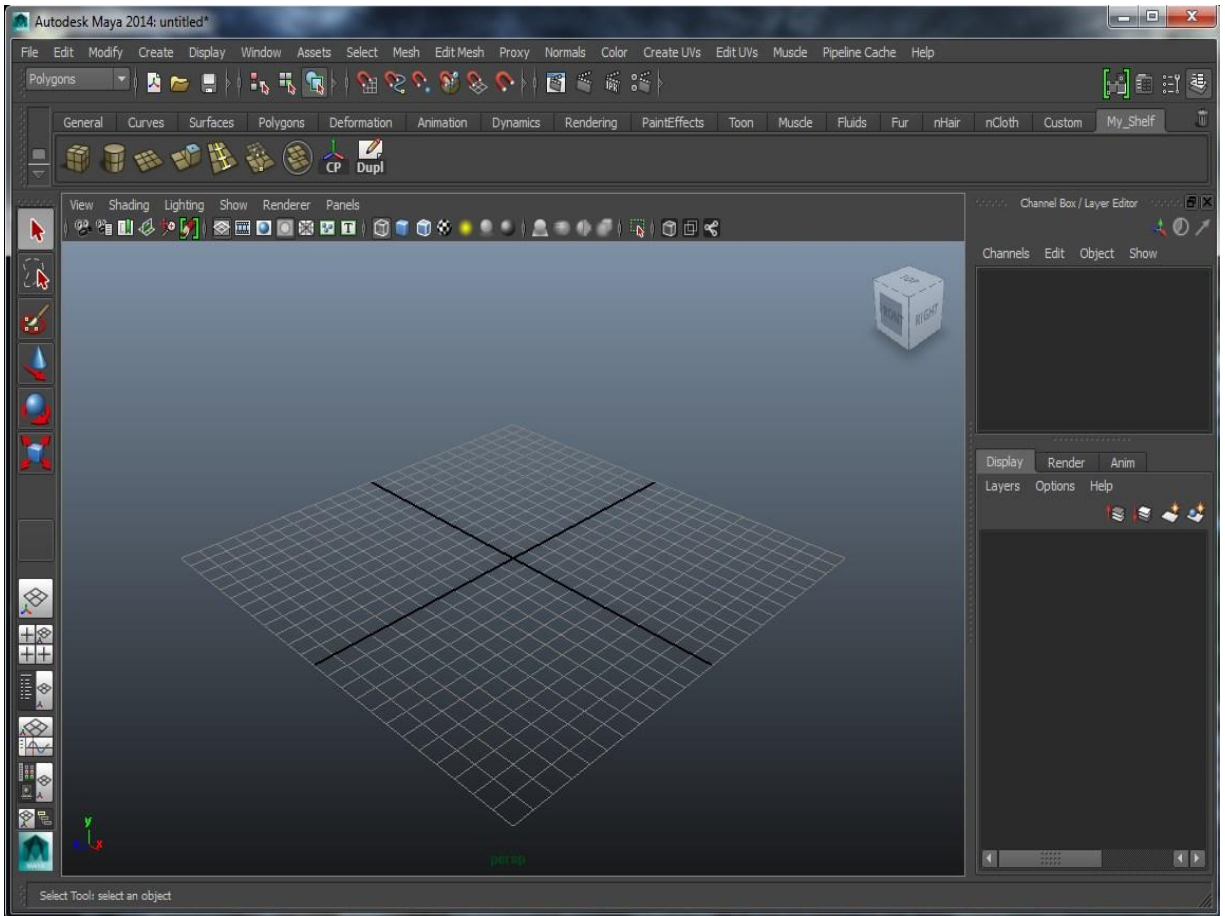 Autodesk Maya 2014: untitled*
File Edit Modify Create Display Window Assets Select Mesh Edit Mesh Proxy Normals Color Create UVs Edit UVs Muscle Pipeline Cache Help
Polygons
IPR
General Curves Surfaces Polygons Deformation Animation Dynamics Rendering PaintEffects Toon Muscle Fluids Fur nHair nCloth Custom My_Shelf
CP Dupl
View Shading Lighting Show Renderer Panels
Channel Box / Layer Editor
Channels Edit Object Show
TOP
FRONT RIGHT
Display Render Anim
Layers Options Help
y
x
persp
Select Tool: select an object